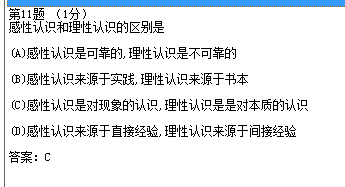 第11题 (1分)
感性认识和理性认识的区别是
(A)感性认识是可靠的,理性认识是不可靠的
(B)感性认识来源于实践,理性认识来源于书本
(C)感性认识是对现象的认识,理性认识是是对本质的认识
(D)感性认识来源于直接经验,理性认识来源于间接经验
答案: C